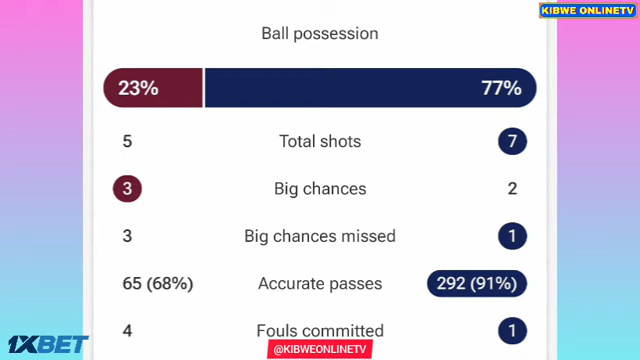 KIBWE ONLINETV
Ball possession
23% 77%
5 Total shots 7
3 Big chances 2
3 Big chances missed 1
65 (68%) Accurate passes 292 (91%)
4 Fouls committed 1
1XBET @KIBWEONLINETV